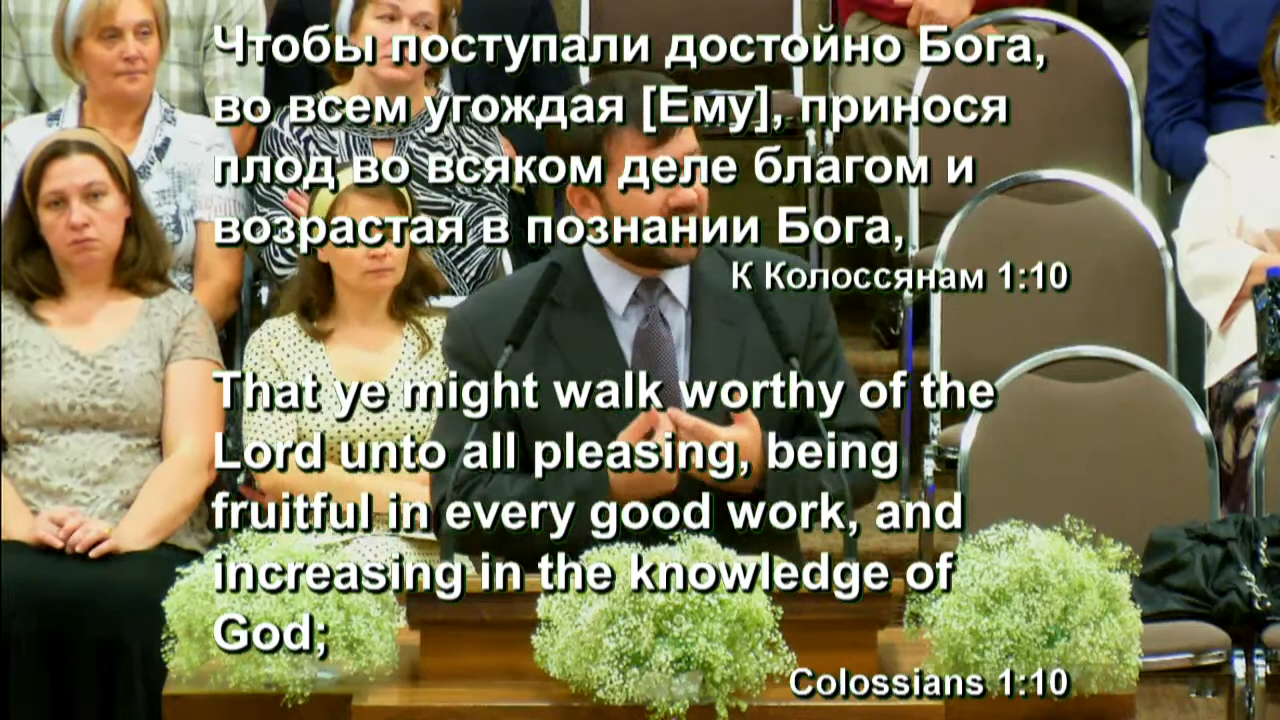 Чтобы поступали достойно Бога,
во всем угождая [Ему], принося
плод во всяком деле благом и
возрастая в познании Бога,
К Колоссянам 1:10
That ye might walk worthy of the
Lord unto all pleasing, being
fruitful in every good work, and
increasing in the knowledge of
God;
Colossians 1:10